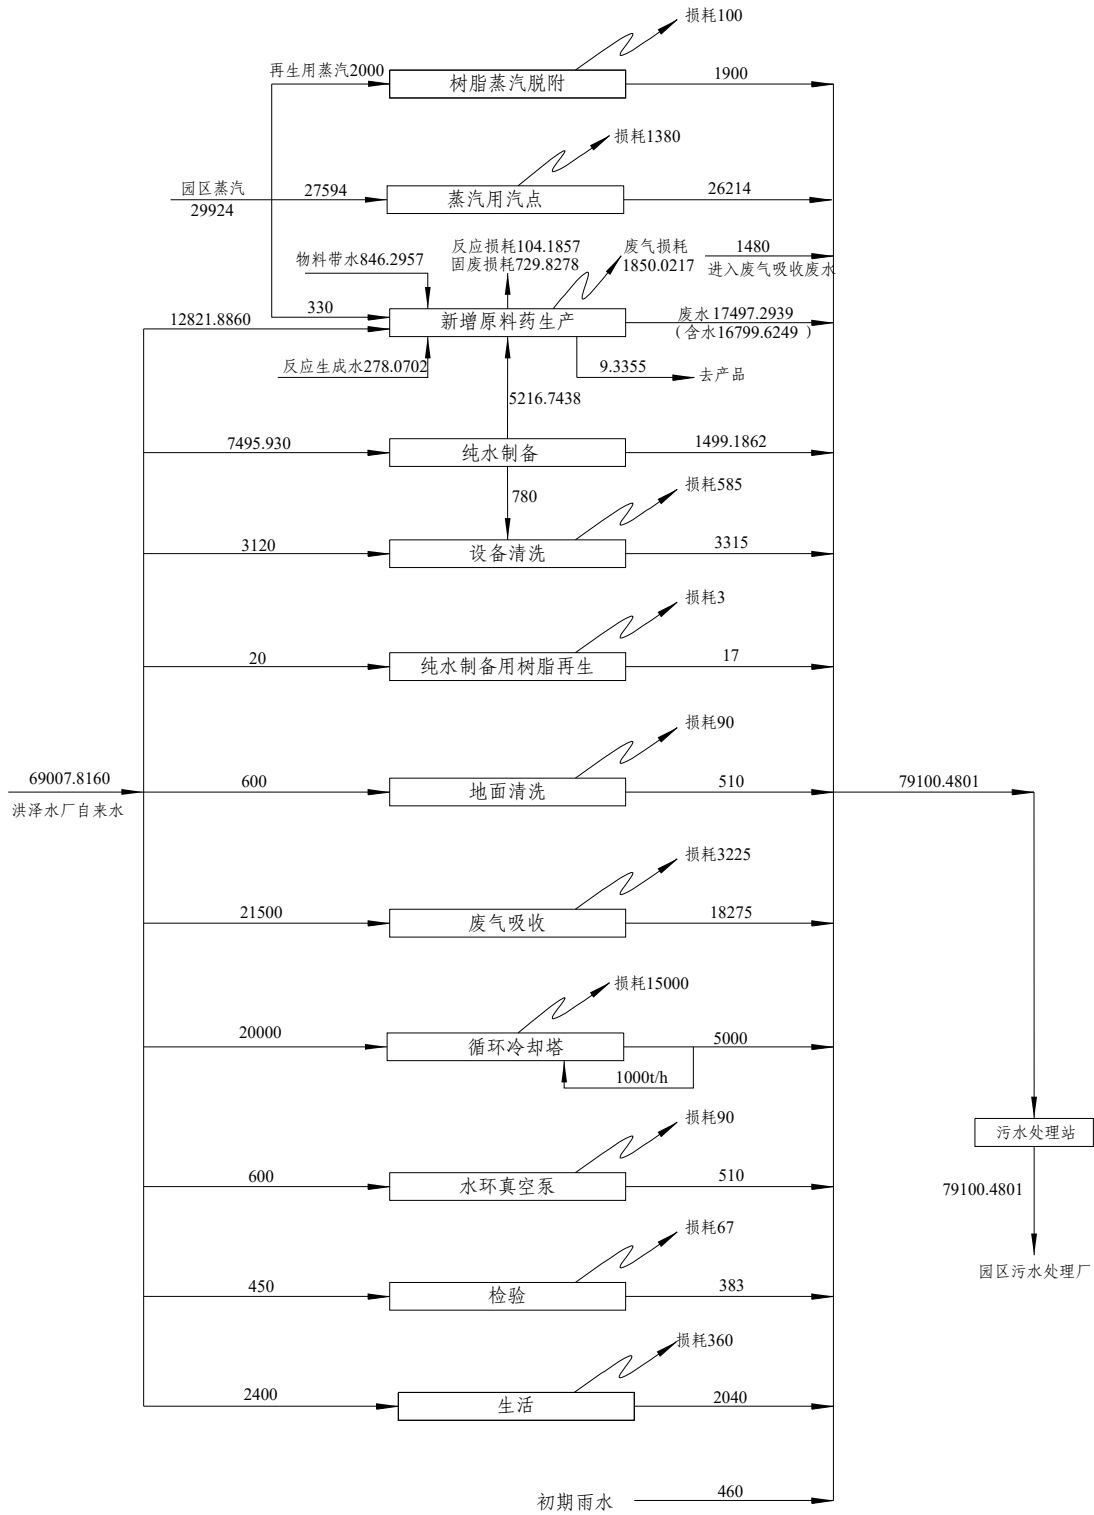 损耗100
再生用蒸汽2000
树脂蒸汽脱附
1900
损耗1380
园区蒸汽
29924
27594
蒸汽用汽点
26214
物料带水846.2957
反应损耗104.1857
固废损耗729.8278
废气损耗
1850.0217
1480
进入废气吸收废水
12821.8860
330
新增原料药生产
废水17497.2939
（含水16799.6249 ）
反应生成水278.0702
9.3355
去产品
5216.7438
7495.930
纯水制备
1499.1862
780
损耗585
3120
设备清洗
3315
损耗3
20
纯水制备用树脂再生
17
损耗90
69007.8160
洪泽水厂自来水
600
地面清洗
510
79100.4801
损耗3225
21500
废气吸收
18275
损耗15000
20000
循环冷却塔
5000
1000t/h
损耗90
污水处理站
600
水环真空泵
510
79100.4801
损耗67
园区污水处理厂
450
检验
383
损耗360
2400
生活
2040
初期雨水
460